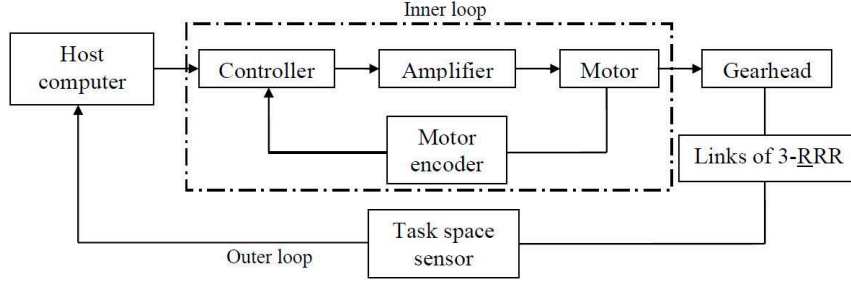 Inner loop
Host
computer
Controller
Amplifier
Motor
Gearhead
Motor
encoder
Links of 3-RRR
Task space
sensor
Outer loop